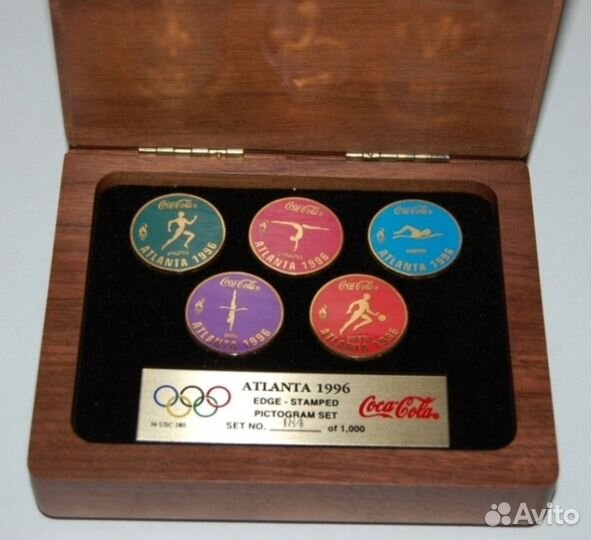 Coca-Cola®
ATLANTA 1996
Coca-Cola®
ATLANTA 1996
Coca-Cola®
ATLANTA 1996
Coca-Cola®
ATLANTA 1996
Coca-Cola®
ATLANTA 1996
ATLANTA 1996
EDGE - STAMPED
PICTOGRAM SET
SET NO. 184 of 1,000
36 USC 380
Coca-Cola®
Avito